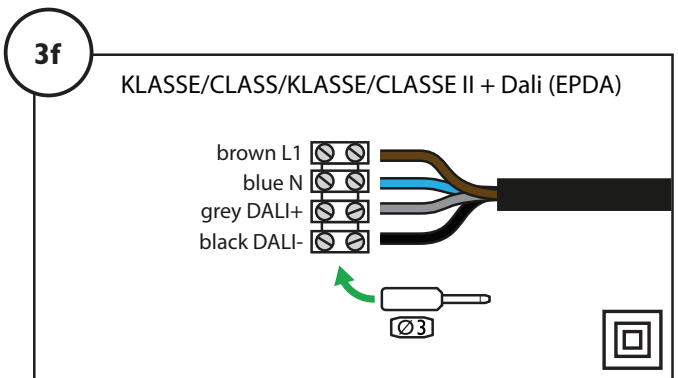 3f
KLASSE/CLASS/KLASSE/CLASSE II + Dali (EPDA)
brown L1
blue N
grey DALI+
black DALI-
Ø3